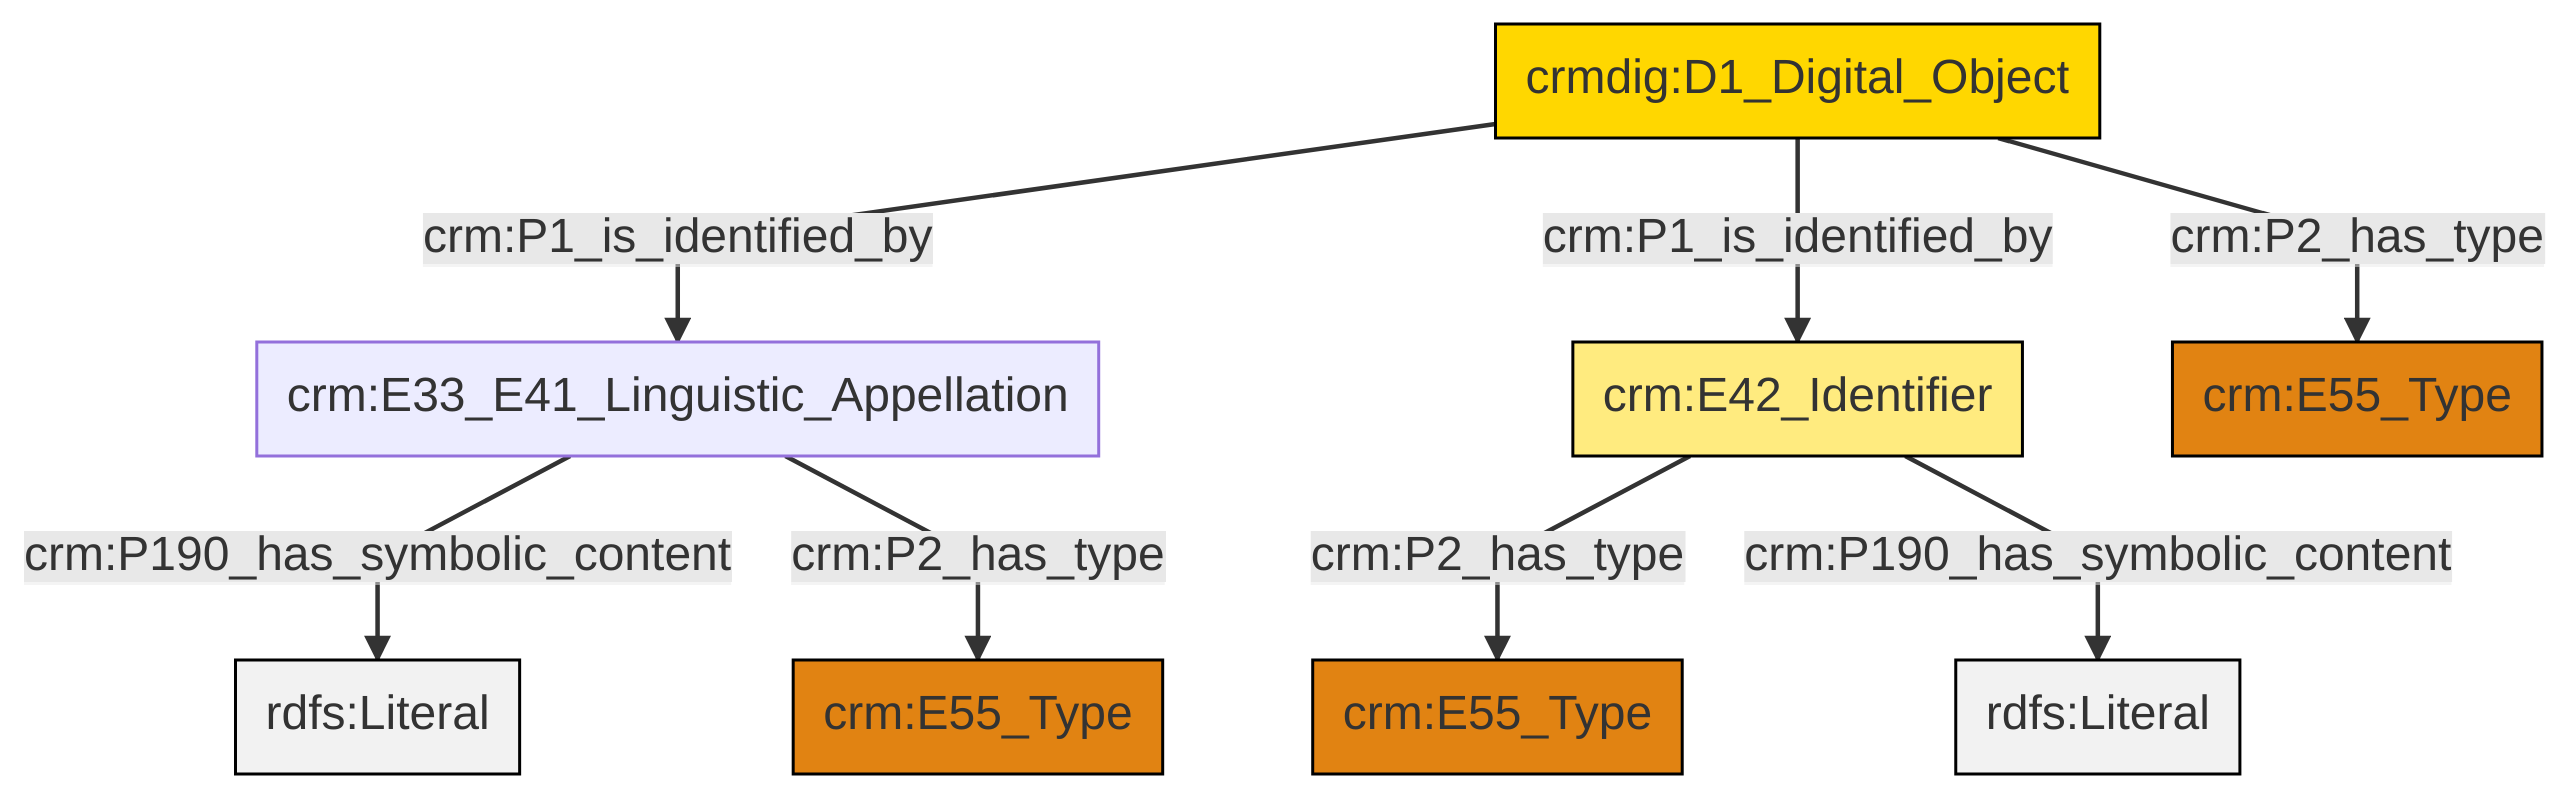 crmdig:D1_Digital_Object
crm:P1_is_identified_by
crm:P1_is_identified_by
crm:P2_has_type
crm:E33_E41_Linguistic_Appellation
crm:E42_Identifier
crm:E55_Type
crm:P190_has_symbolic_content
crm:P2_has_type
crm:P2_has_type
crm:P190_has_symbolic_content
rdfs:Literal
crm:E55_Type
crm:E55_Type
rdfs:Literal